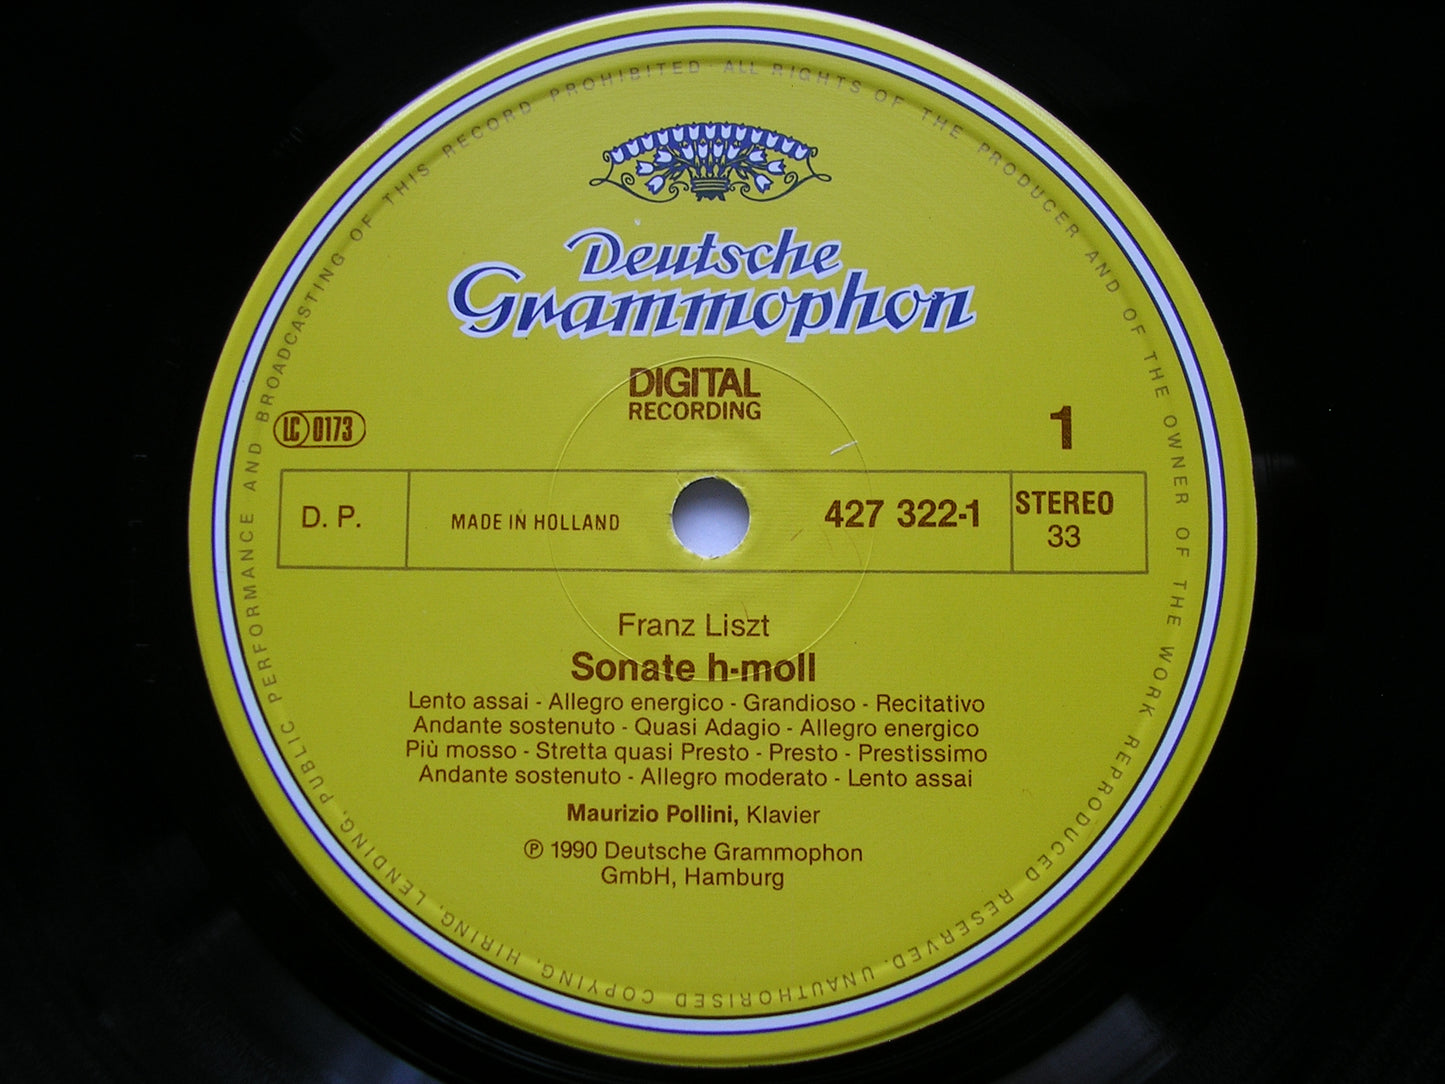 ALL RIGHTS OF THE PRODUCER AND OF THE OWNER OF THE WORK REPRODUCED RESERVED. UNAUTHORISED COPYING, HIRING, LENDING, PUBLIC PERFORMANCE AND BROADCASTING OF THIS RECORD PROHIBITED
Deutsche
Grammophon
DIGITAL
RECORDING
LC 0173
1
D. P.
MADE IN HOLLAND
427 322-1
STEREO
33
Franz Liszt
Sonate h-moll
Lento assai - Allegro energico - Grandioso - Recitativo
Andante sostenuto - Quasi Adagio - Allegro energico
Più mosso - Stretta quasi Presto - Presto - Prestissimo
Andante sostenuto - Allegro moderato - Lento assai
Maurizio Pollini, Klavier
℗ 1990 Deutsche Grammophon
GmbH, Hamburg